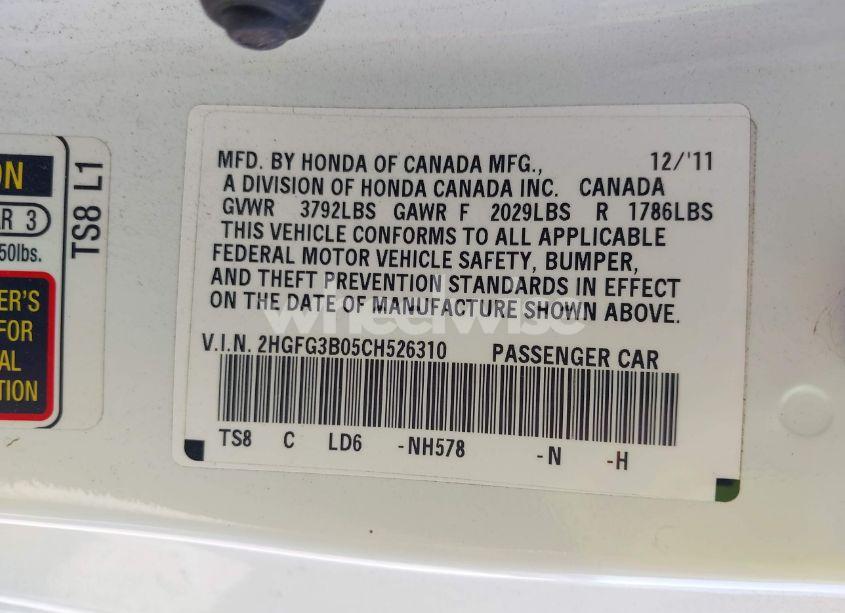 ON
R 3
50lbs.
ER'S
FOR
AL
TION
TS8 L1
MFD. BY HONDA OF CANADA MFG., 12/'11
A DIVISION OF HONDA CANADA INC. CANADA
GVWR 3792LBS GAWR F 2029LBS R 1786LBS
THIS VEHICLE CONFORMS TO ALL APPLICABLE
FEDERAL MOTOR VEHICLE SAFETY, BUMPER,
AND THEFT PREVENTION STANDARDS IN EFFECT
ON THE DATE OF MANUFACTURE SHOWN ABOVE.
wheelwise
V.I.N. 2HGFG3B05CH526310 PASSENGER CAR
TS8 C LD6 -NH578 -N -H